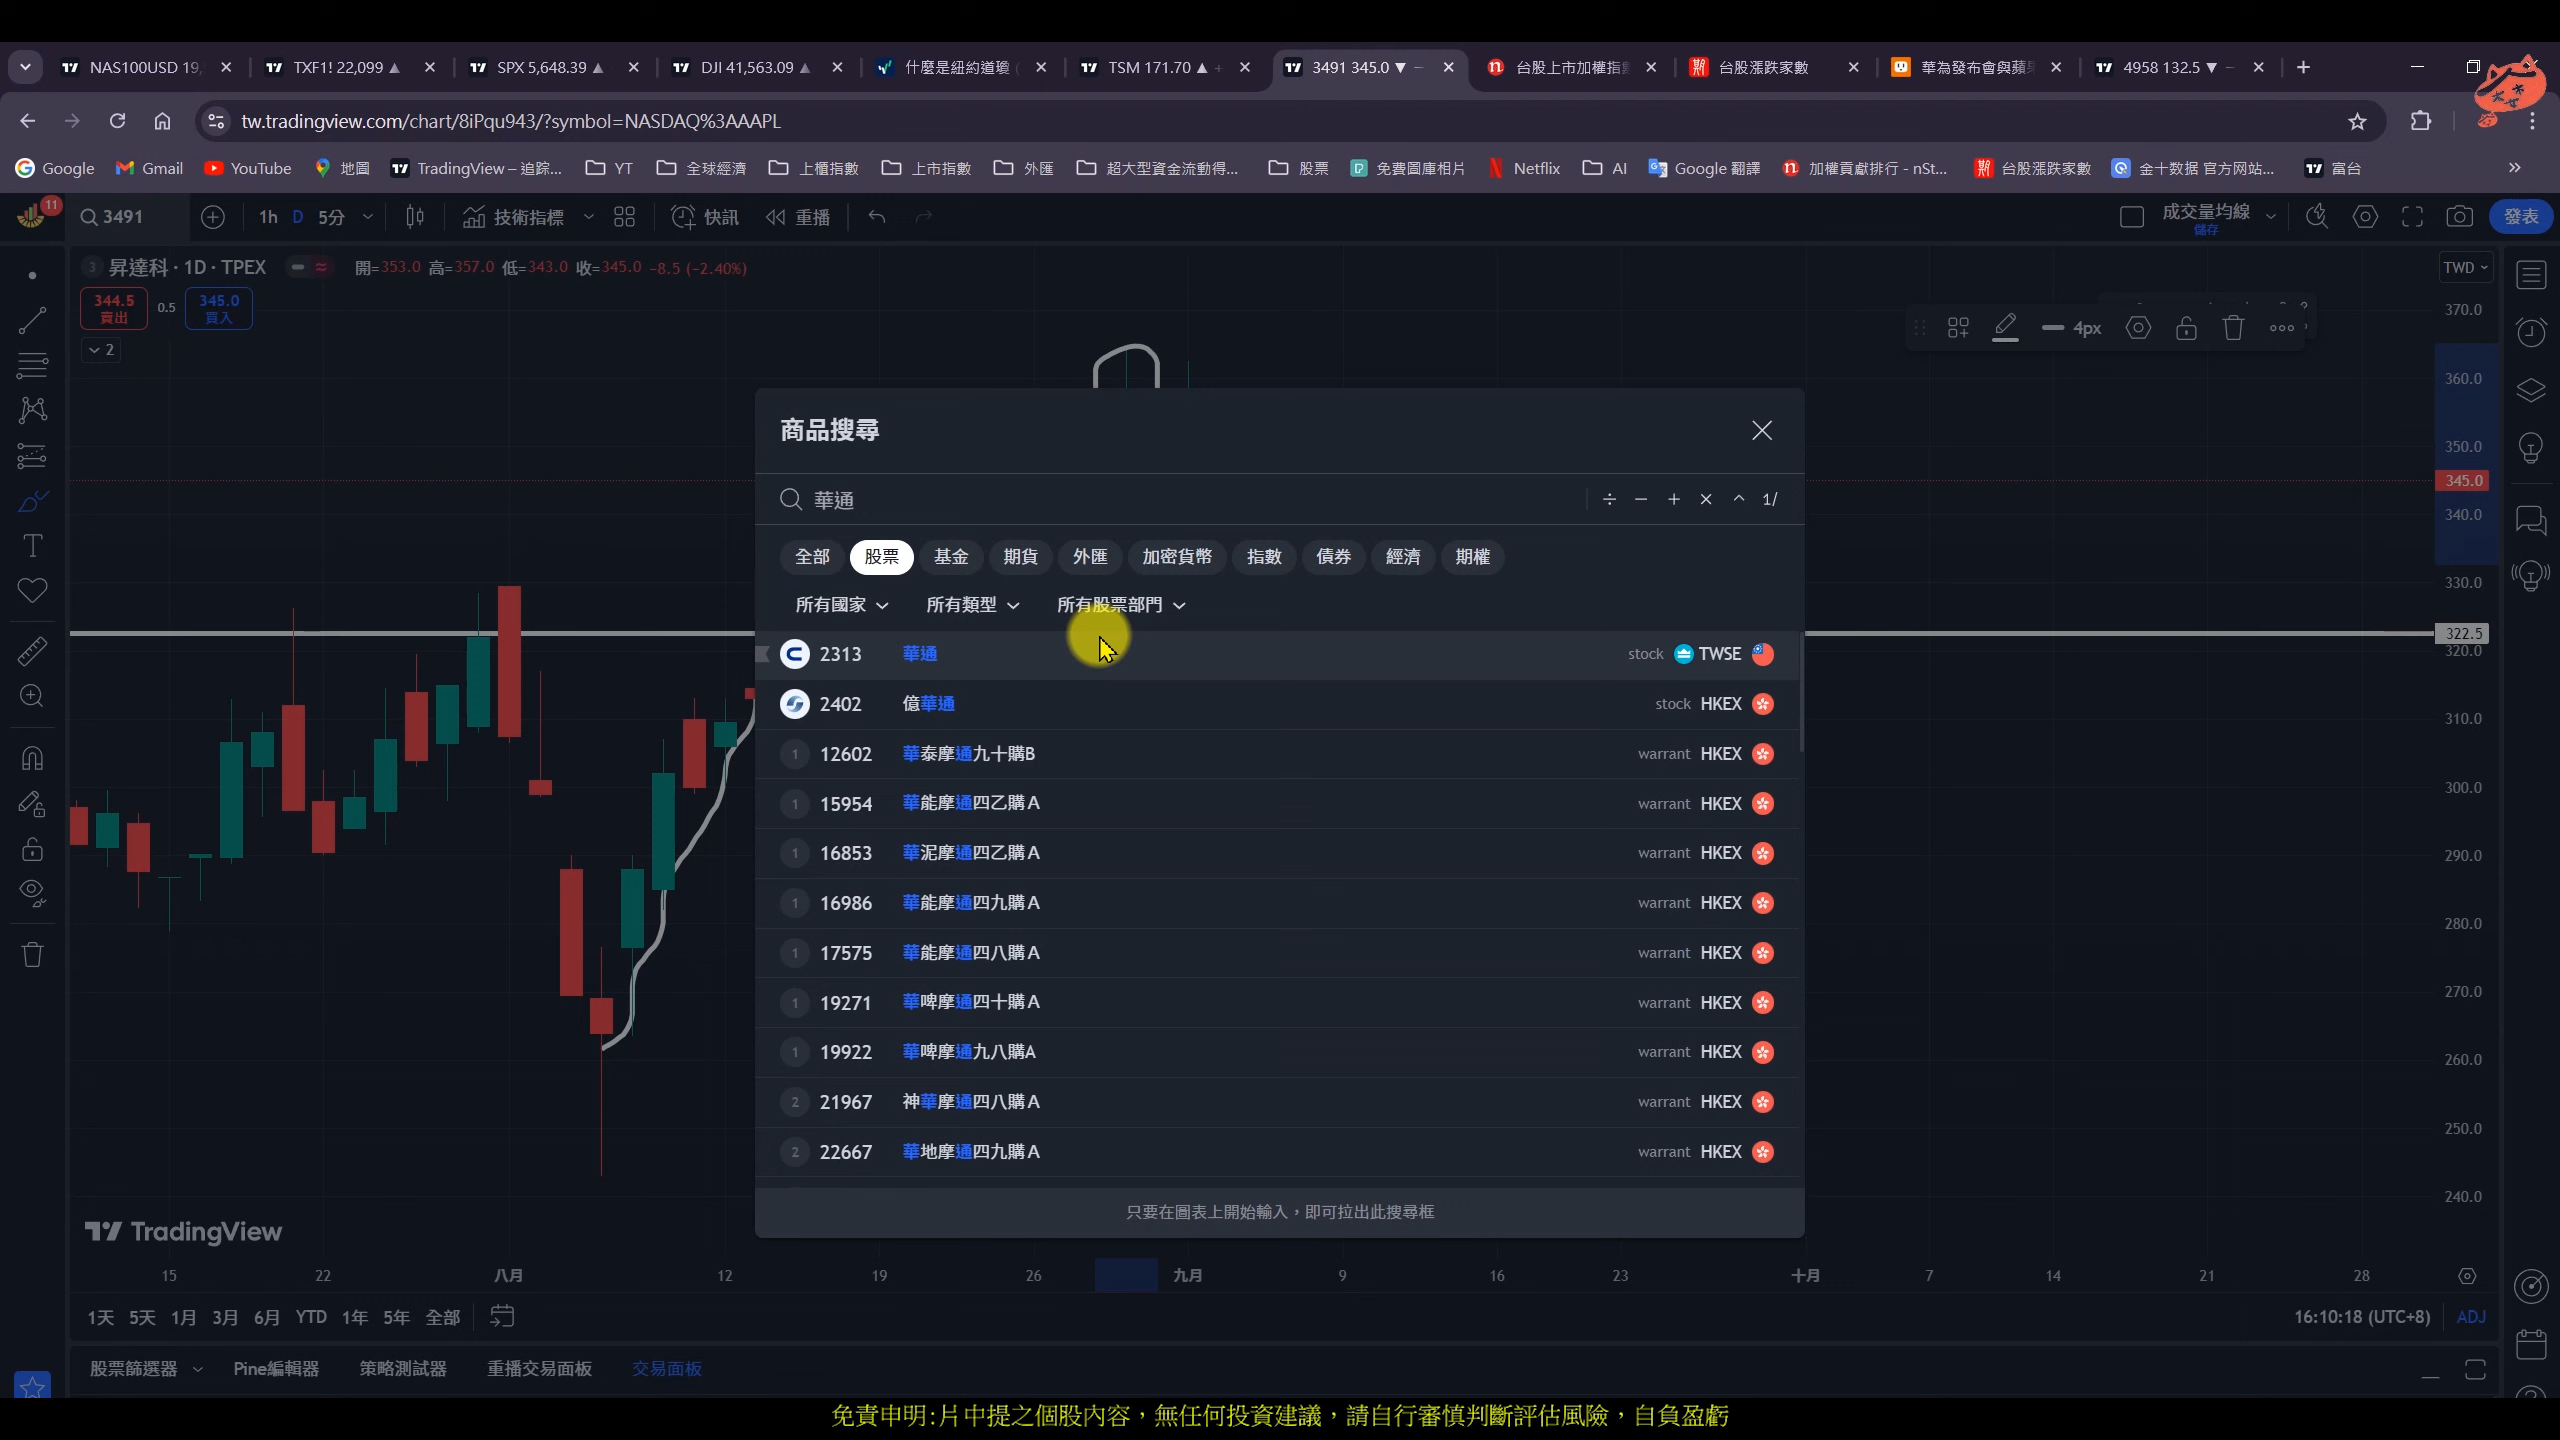 NAS100USD 19,
TXF1! 22,099 ▲
SPX 5,648.39 ▲
DJI 41,563.09 ▲
什麼是紐約道瓊
TSM 171.70 ▲ +
3491 345.0 ▼ −
台股上市加權指
台股漲跌家數
華為發布會與蘋
4958 132.5 ▼ −
tw.tradingview.com/chart/8iPqu943/?symbol=NASDAQ%3AAAPL
Google
Gmail
YouTube
地圖
TradingView – 追踪...
YT
全球經濟
上櫃指數
上市指數
外匯
超大型資金流動得...
股票
免費圖庫相片
Netflix
AI
Google 翻譯
加權貢獻排行 - nSt...
台股漲跌家數
金十数据 官方网站...
富台
11
3491
1h D 5分
技術指標
快訊
重播
成交量均線
儲存
發表
3 昇達科 · 1D · TPEX
開=353.0 高=357.0 低=343.0 收=345.0 -8.5 (-2.40%)
TWD
344.5
賣出
0.5
345.0
買入
2
4px
370.0
360.0
350.0
345.0
340.0
330.0
322.5
320.0
310.0
300.0
290.0
280.0
270.0
260.0
250.0
240.0
商品搜尋
華通
÷ − + × ^ 1/
全部 股票 基金 期貨 外匯 加密貨幣 指數 債券 經濟 期權
所有國家 所有類型 所有股票部門
2313 華通 stock TWSE
2402 億華通 stock HKEX
1 12602 華泰摩通九十購B warrant HKEX
1 15954 華能摩通四乙購A warrant HKEX
1 16853 華泥摩通四乙購A warrant HKEX
1 16986 華能摩通四九購A warrant HKEX
1 17575 華能摩通四八購A warrant HKEX
1 19271 華啤摩通四十購A warrant HKEX
1 19922 華啤摩通九八購A warrant HKEX
2 21967 神華摩通四八購A warrant HKEX
2 22667 華地摩通四九購A warrant HKEX
只要在圖表上開始輸入，即可拉出此搜尋框
TradingView
15 22 八月 12 19 26 九月 9 16 23 十月 7 14 21 28
1天 5天 1月 3月 6月 YTD 1年 5年 全部
16:10:18 (UTC+8) ADJ
股票篩選器 Pine編輯器 策略測試器 重播交易面板 交易面板
免責申明:片中提之個股內容，無任何投資建議，請自行審慎判斷評估風險，自負盈虧